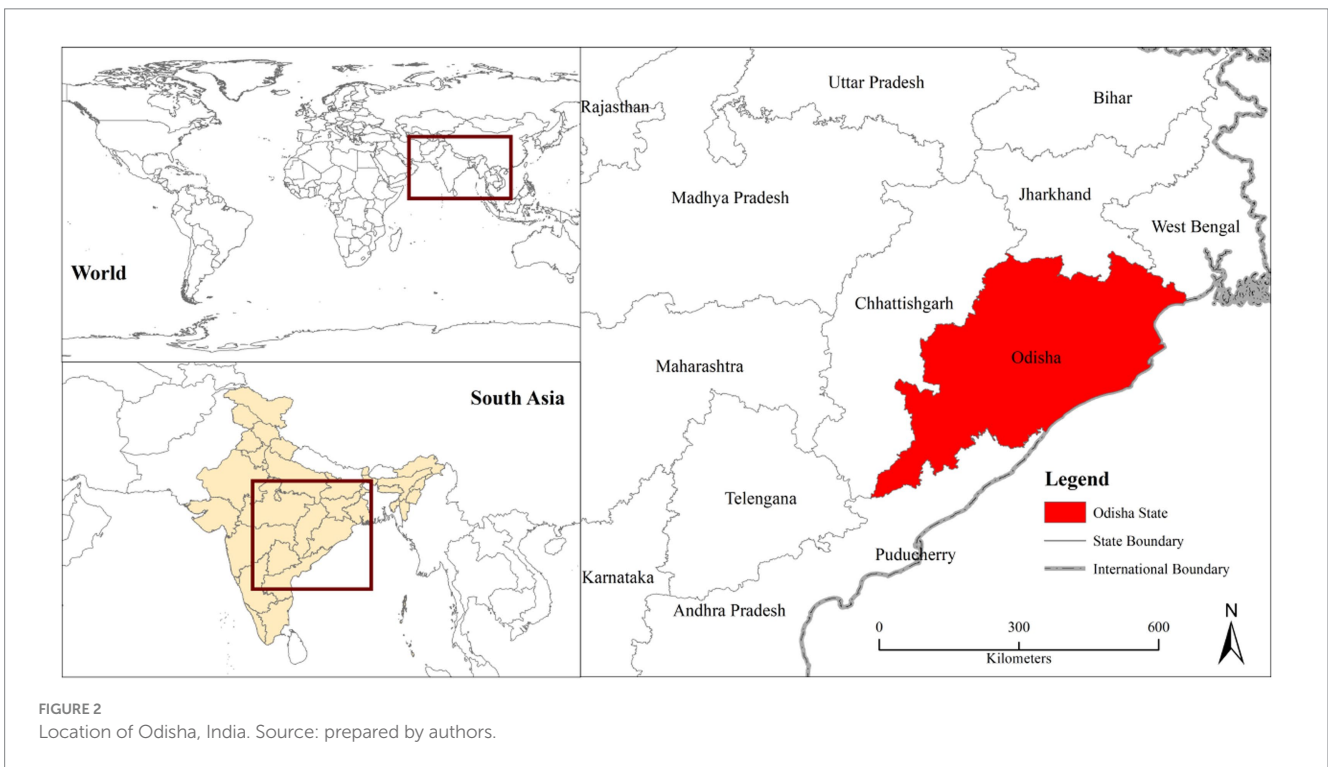 World
South Asia
Rajasthan
Uttar Pradesh
Bihar
Madhya Pradesh
Jharkhand
West Bengal
Chhattishgarh
Odisha
Maharashtra
Telengana
Puducherry
Karnataka
Andhra Pradesh
Legend
Odisha State
State Boundary
International Boundary
N
0 300 600
Kilometers
FIGURE 2
Location of Odisha, India. Source: prepared by authors.